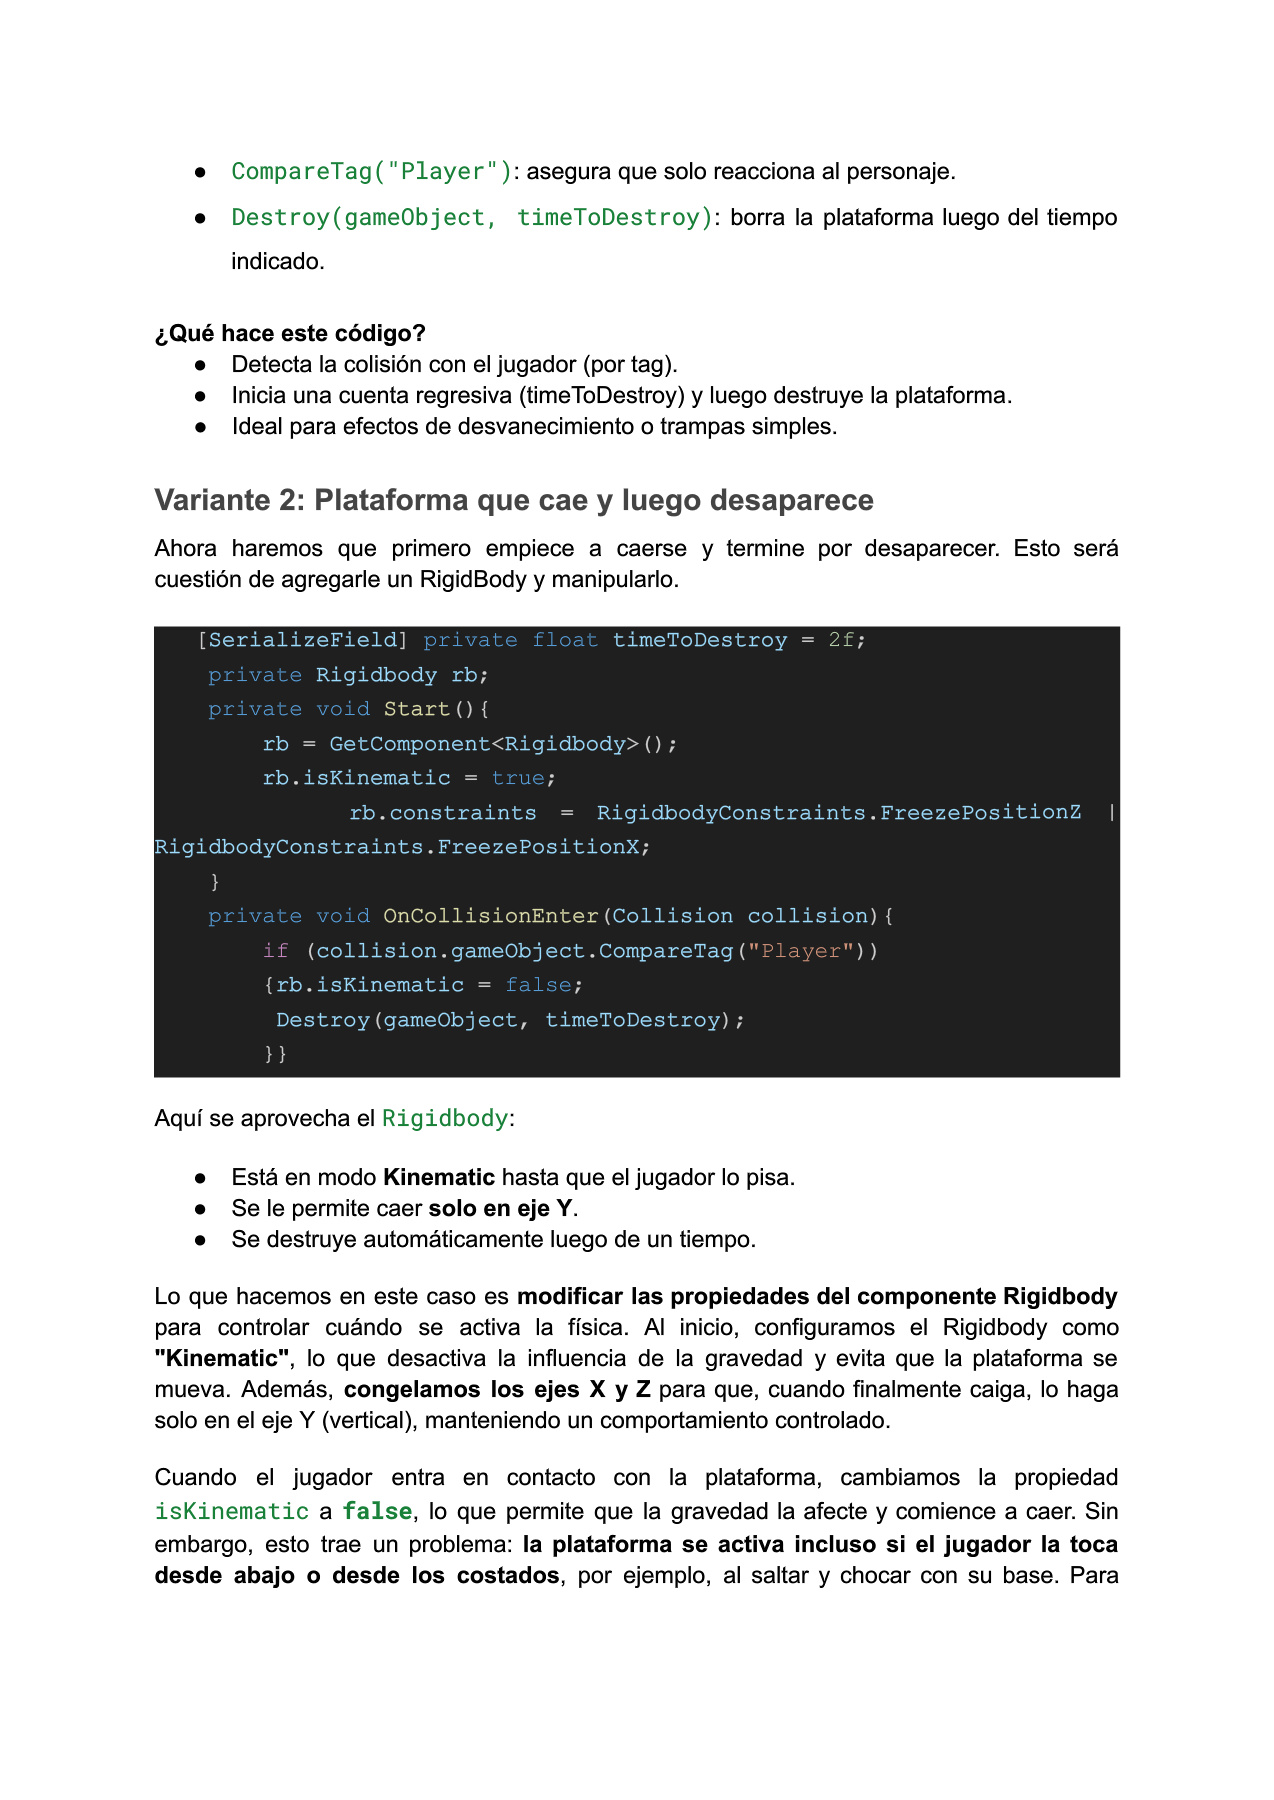 ● CompareTag("Player"): asegura que solo reacciona al personaje.
● Destroy(gameObject, timeToDestroy): borra la plataforma luego del tiempo
indicado.
¿Qué hace este código?
● Detecta la colisión con el jugador (por tag).
● Inicia una cuenta regresiva (timeToDestroy) y luego destruye la plataforma.
● Ideal para efectos de desvanecimiento o trampas simples.
Variante 2: Plataforma que cae y luego desaparece
Ahora haremos que primero empiece a caerse y termine por desaparecer. Esto será
cuestión de agregarle un RigidBody y manipularlo.
[SerializeField] private float timeToDestroy = 2f;
private Rigidbody rb;
private void Start(){
rb = GetComponent<Rigidbody>();
rb.isKinematic = true;
rb.constraints = RigidbodyConstraints.FreezePositionZ |
RigidbodyConstraints.FreezePositionX;
}
private void OnCollisionEnter(Collision collision){
if (collision.gameObject.CompareTag("Player"))
{rb.isKinematic = false;
Destroy(gameObject, timeToDestroy);
}}
Aquí se aprovecha el Rigidbody:
● Está en modo Kinematic hasta que el jugador lo pisa.
● Se le permite caer solo en eje Y.
● Se destruye automáticamente luego de un tiempo.
Lo que hacemos en este caso es modificar las propiedades del componente Rigidbody
para controlar cuándo se activa la física. Al inicio, configuramos el Rigidbody como
"Kinematic", lo que desactiva la influencia de la gravedad y evita que la plataforma se
mueva. Además, congelamos los ejes X y Z para que, cuando finalmente caiga, lo haga
solo en el eje Y (vertical), manteniendo un comportamiento controlado.
Cuando el jugador entra en contacto con la plataforma, cambiamos la propiedad
isKinematic a false, lo que permite que la gravedad la afecte y comience a caer. Sin
embargo, esto trae un problema: la plataforma se activa incluso si el jugador la toca
desde abajo o desde los costados, por ejemplo, al saltar y chocar con su base. Para